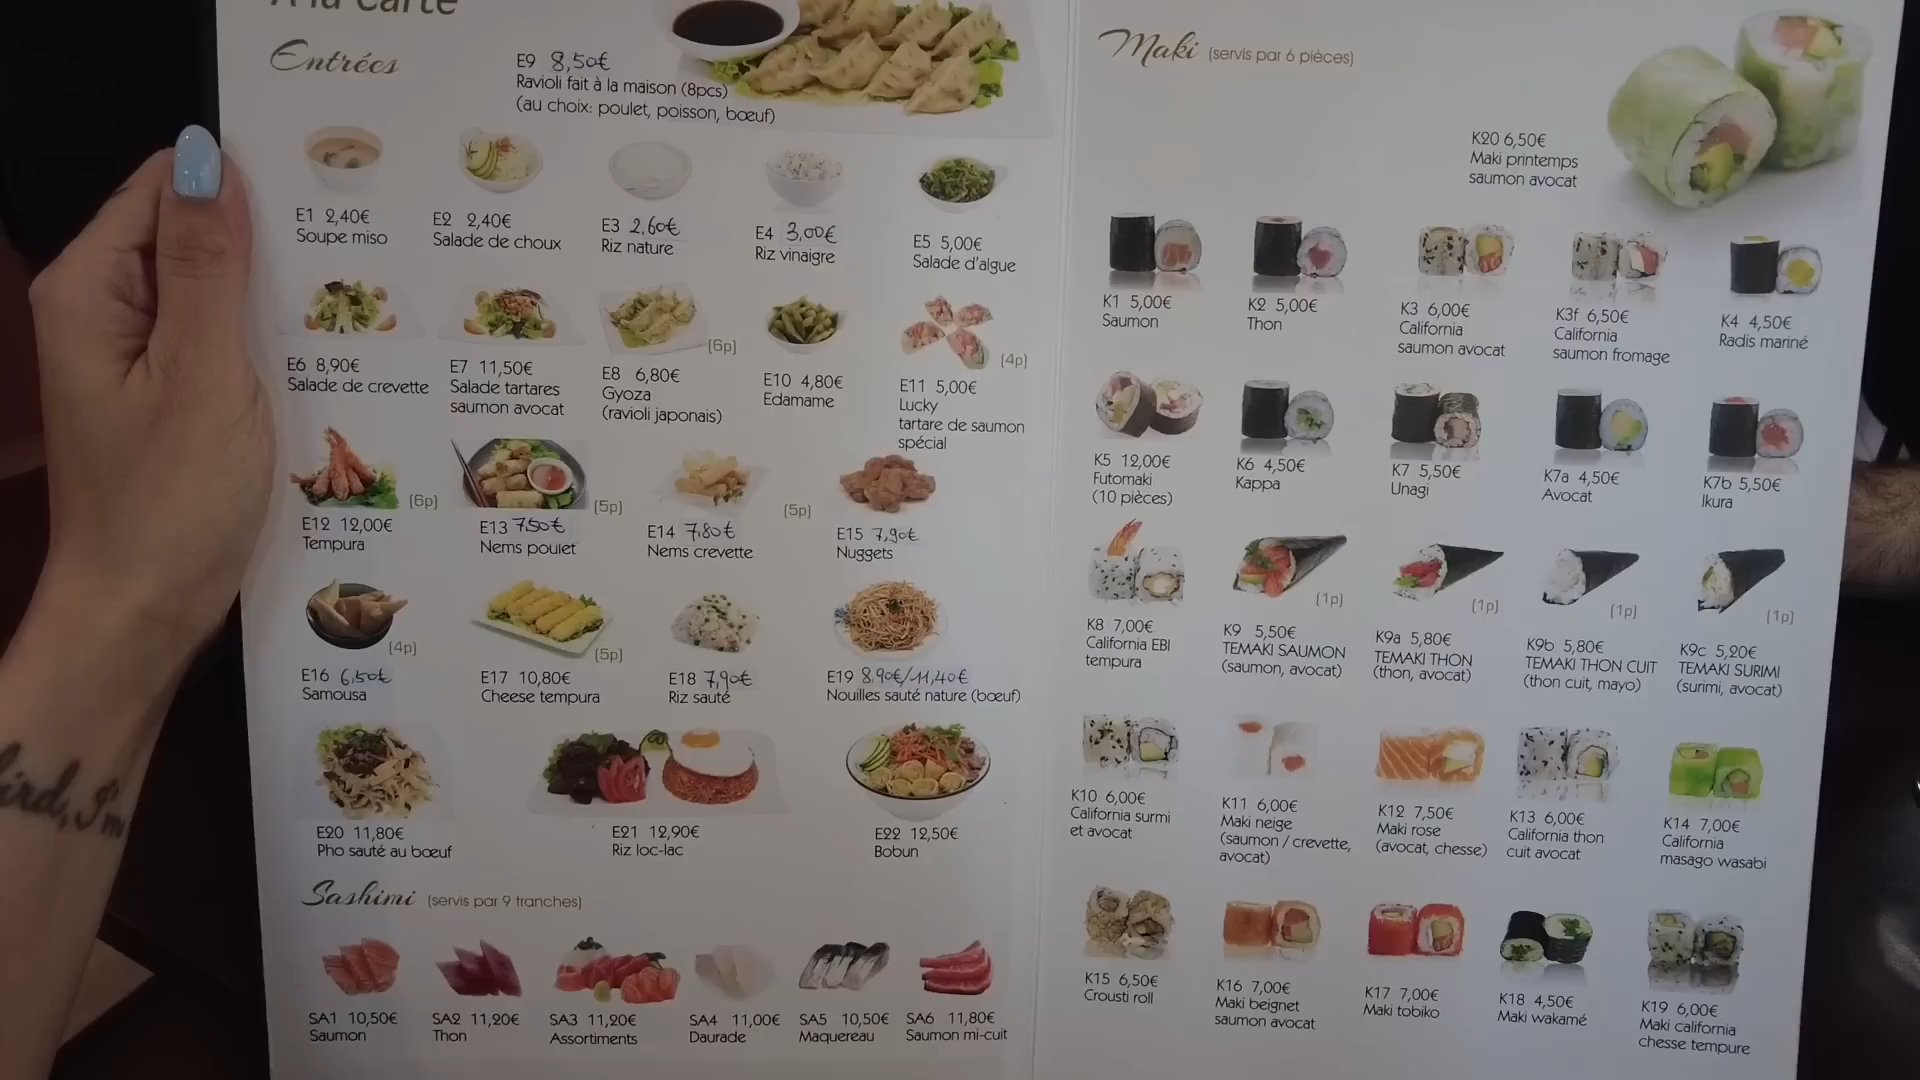 À la Carte
Entrées
E9 8,50€
Ravioli fait à la maison (8pcs)
(au choix: poulet, poisson, bœuf)
E1 2,40€
Soupe miso
E2 2,40€
Salade de choux
E3 2,60€
Riz nature
E4 3,00€
Riz vinaigre
E5 5,00€
Salade d'algue
E6 8,90€
Salade de crevette
E7 11,50€
Salade tartares
saumon avocat
(6p)
E8 6,80€
Gyoza
(ravioli japonais)
E10 4,80€
Edamame
(4p)
E11 5,00€
Lucky
tartare de saumon
spécial
(6p)
E12 12,00€
Tempura
(5p)
E13 7,50€
Nems poulet
(5p)
E14 7,80€
Nems crevette
E15 7,90€
Nuggets
(4p)
E16 6,50€
Samousa
(5p)
E17 10,80€
Cheese tempura
E18 7,90€
Riz sauté
E19 8,90€/11,40€
Nouilles sauté nature (bœuf)
E20 11,80€
Pho sauté au bœuf
E21 12,90€
Riz loc-lac
E22 12,50€
Bobun
Sashimi (servis par 9 tranches)
SA1 10,50€
Saumon
SA2 11,20€
Thon
SA3 11,20€
Assortiments
SA4 11,00€
Daurade
SA5 10,50€
Maquereau
SA6 11,80€
Saumon mi-cuit
Maki (servis par 6 pièces)
K20 6,50€
Maki printemps
saumon avocat
K1 5,00€
Saumon
K2 5,00€
Thon
K3 6,00€
California
saumon avocat
K3f 6,50€
California
saumon fromage
K4 4,50€
Radis mariné
K5 12,00€
Futomaki
(10 pièces)
K6 4,50€
Kappa
K7 5,50€
Unagi
K7a 4,50€
Avocat
K7b 5,50€
Ikura
K8 7,00€
California EBI
tempura
(1p)
K9 5,50€
TEMAKI SAUMON
(saumon, avocat)
(1p)
K9a 5,80€
TEMAKI THON
(thon, avocat)
(1p)
K9b 5,80€
TEMAKI THON CUIT
(thon cuit, mayo)
(1p)
K9c 5,20€
TEMAKI SURIMI
(surimi, avocat)
K10 6,00€
California surmi
et avocat
K11 6,00€
Maki neige
(saumon / crevette,
avocat)
K12 7,50€
Maki rose
(avocat, chesse)
K13 6,00€
California thon
cuit avocat
K14 7,00€
California
masago wasabi
K15 6,50€
Crousti roll
K16 7,00€
Maki beignet
saumon avocat
K17 7,00€
Maki tobiko
K18 4,50€
Maki wakamé
K19 6,00€
Maki california
chesse tempure
ird, I'm